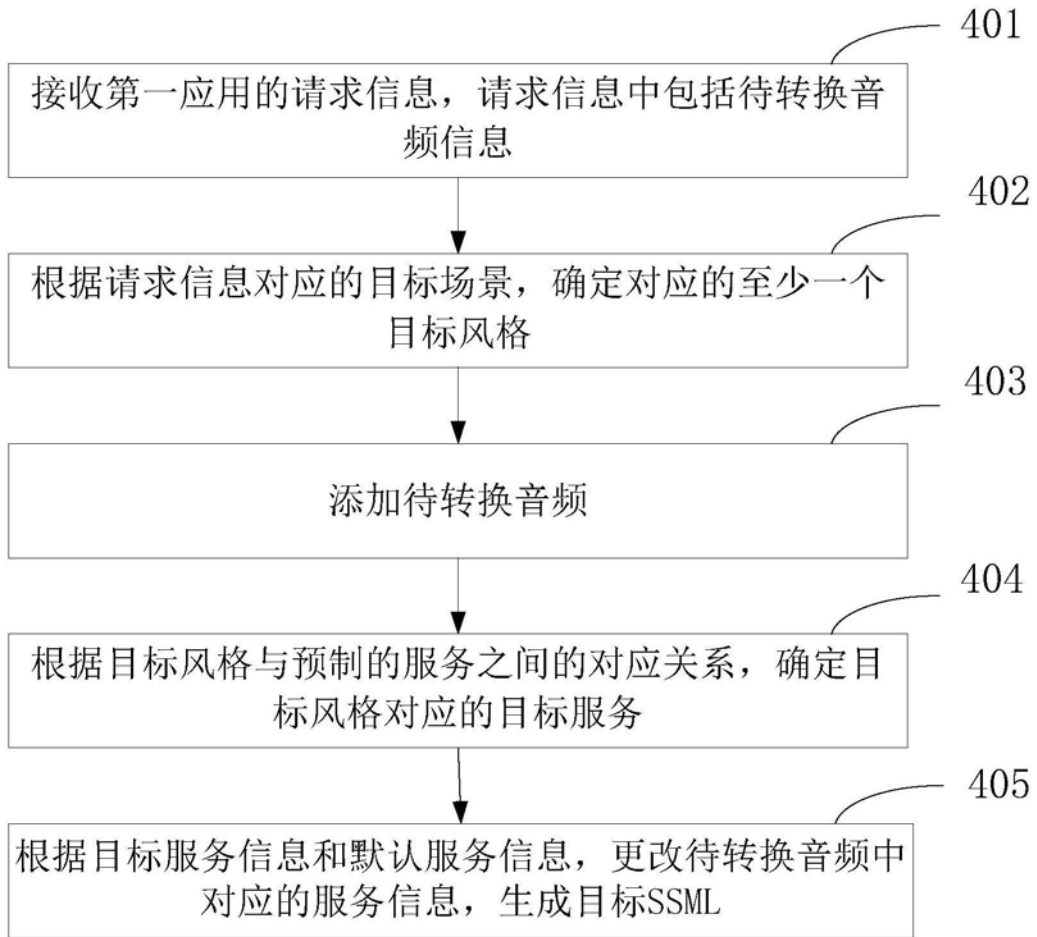 401
接收第一应用的请求信息，请求信息中包括待转换音
频信息
402
根据请求信息对应的目标场景，确定对应的至少一个
目标风格
403
添加待转换音频
404
根据目标风格与预制的服务之间的对应关系，确定目
标风格对应的目标服务
405
根据目标服务信息和默认服务信息，更改待转换音频中
对应的服务信息，生成目标SSML